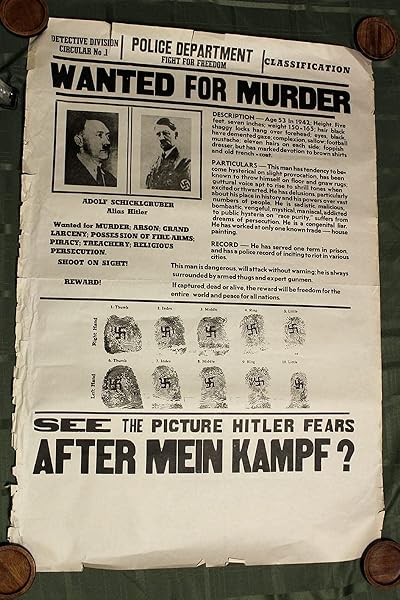 DETECTIVE DIVISION
CIRCULAR No.1
POLICE DEPARTMENT
FIGHT FOR FREEDOM
CLASSIFICATION
WANTED FOR MURDER
DESCRIPTION — Age 53 In 1942; Height, Five
feet, seven inches; weight 150-165; hair black
shaggy locks hang over forehead; eyes, black
have demented gaze; complexion, sallow; football
mustache; eleven hairs on each side; foppish
dresser, but has marked devotion to brown shirts
and old trench-coat.
PARTICULARS — This man has tendency to be-
come hysterical on slight provocation, has been
known to throw himself on floor and gnaw rugs;
guttural voice apt to rise to shrill tones when
excited or thwarted. He has delusions, particularly
about his place in history and his powers over vast
numbers of people. He is sadistic, malicious,
bombastic, vengeful, mystical, maniacal, addicted
to public hysteria on "race purity", suffers from
dreams of persecution. He is a congenital liar.
He has worked at only one known trade — house
painting.
RECORD — He has served one term in prison,
and has a police record of inciting to riot in various
cities.
ADOLF SCHICKLGRUBER
Alias Hitler
Wanted for MURDER; ARSON; GRAND
LARCENY; POSSESSION OF FIRE ARMS;
PIRACY; TREACHERY; RELIGIOUS
PERSECUTION.
SHOOT ON SIGHT!
This man is dangerous, will attack without warning; he is always
surrounded by armed thugs and expert gunmen.
REWARD!
If captured, dead or alive, the reward will be freedom for the
entire world and peace for all nations.
Right Hand
1. Thumb
2. Index
3. Middle
4. Ring
5. Little
Left Hand
6. Thumb
7. Index
8. Middle
9. Ring
10. Little
SEE THE PICTURE HITLER FEARS
AFTER MEIN KAMPF?